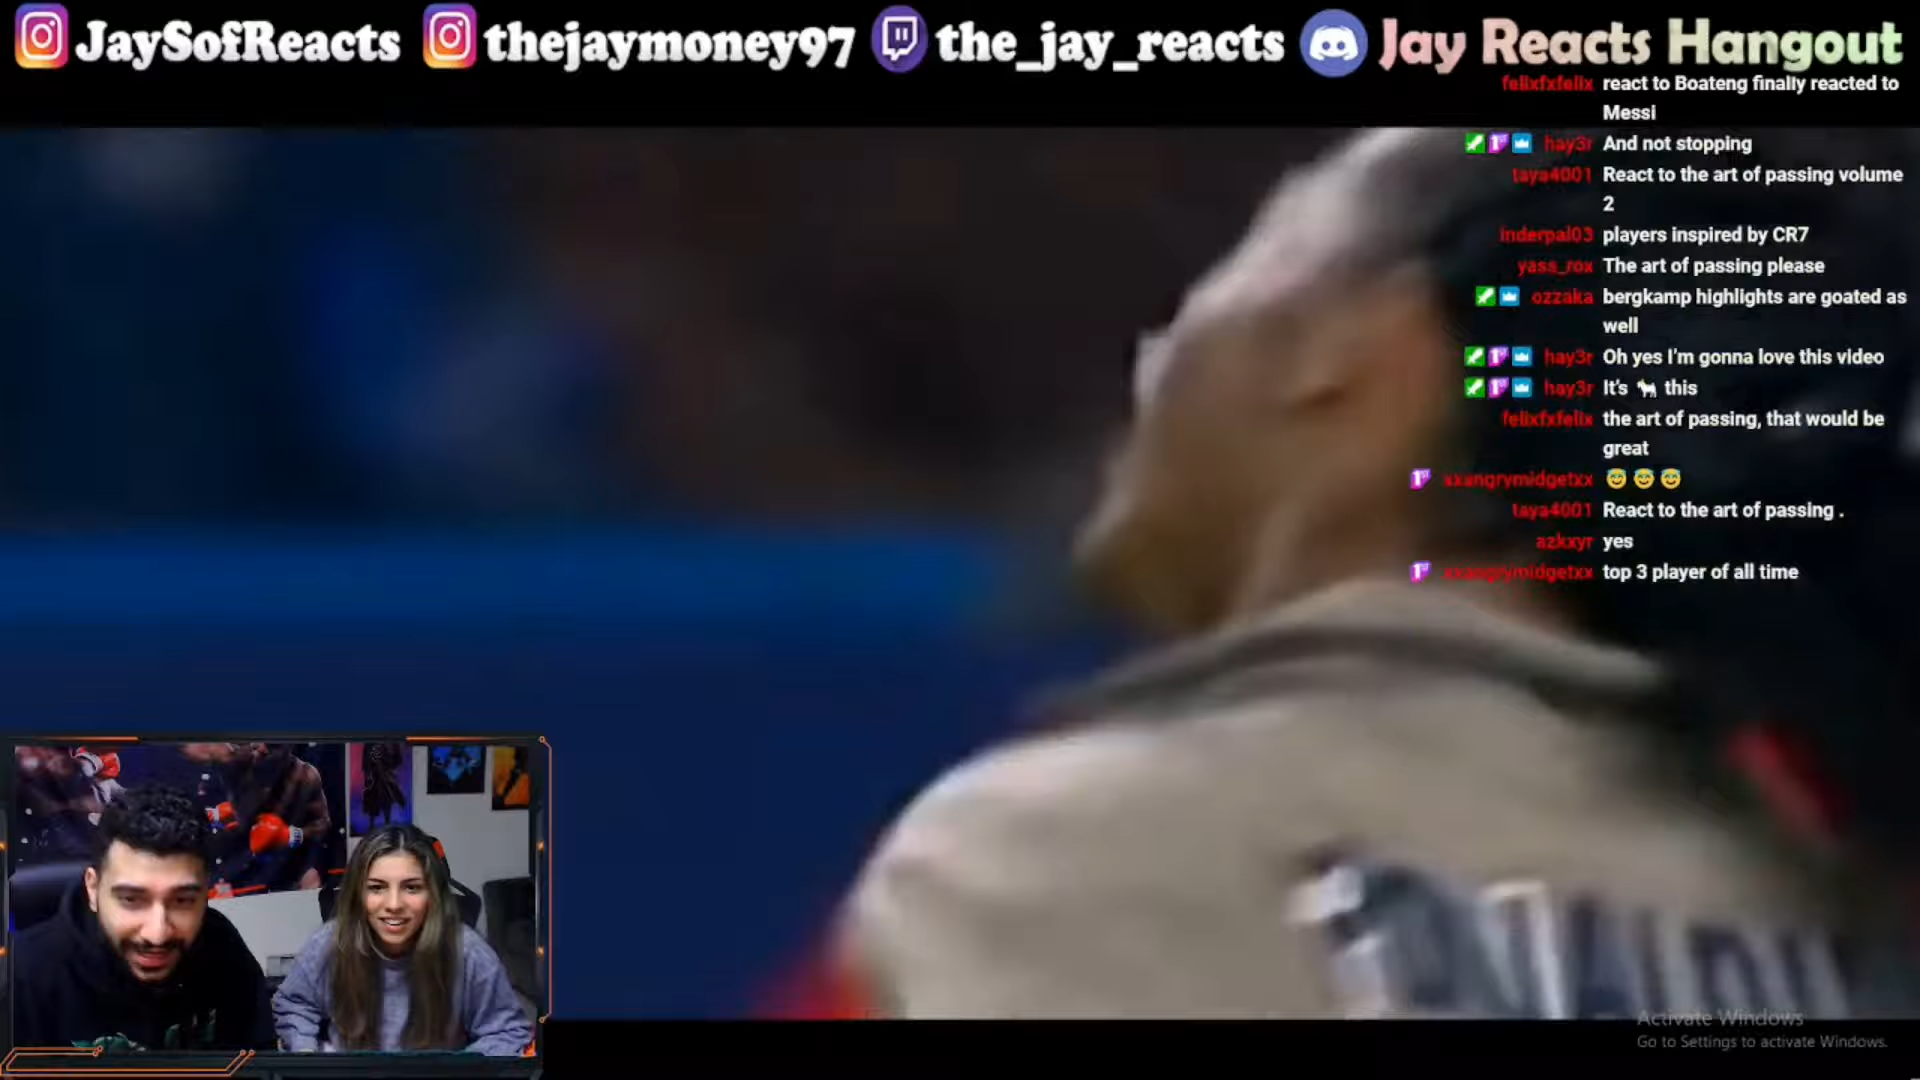 JaySofReacts thejaymoney97 the_jay_reacts Jay Reacts Hangout
felixfxfelix react to Boateng finally reacted to
Messi
hay3r And not stopping
taya4001 React to the art of passing volume
2
inderpal03 players inspired by CR7
yass_rox The art of passing please
ozzaka bergkamp highlights are goated as
well
hay3r Oh yes I'm gonna love this video
hay3r It's 🐐 this
felixfxfelix the art of passing, that would be
great
xxangrymidgetxx 😇 😇 😇
taya4001 React to the art of passing .
azkxyr yes
xxangrymidgetxx top 3 player of all time
Activate Windows
Go to Settings to activate Windows.